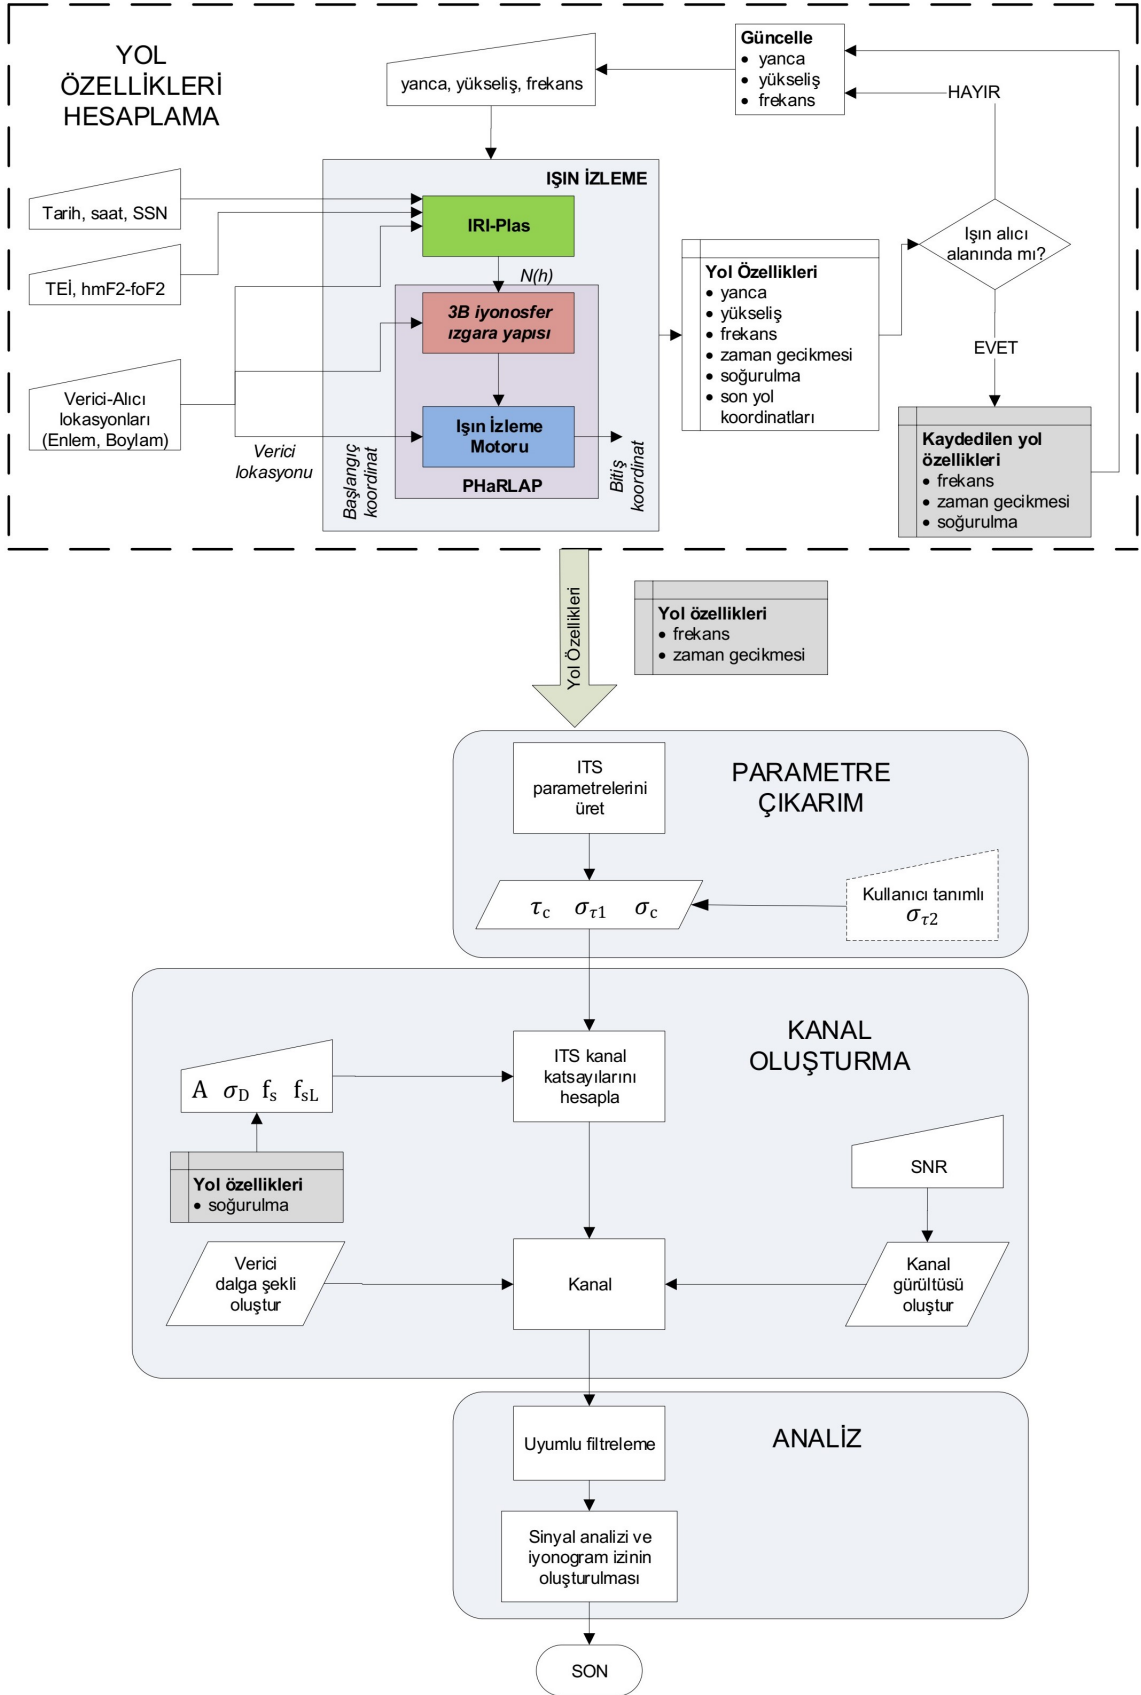 YOL
ÖZELLİKLERİ
HESAPLAMA
yanca, yükseliş, frekans
Güncelle
• yanca
• yükseliş
• frekans
HAYIR
Tarih, saat, SSN
TEİ, hmF2-foF2
Verici-Alıcı
lokasyonları
(Enlem, Boylam)
Verici
lokasyonu
IŞIN İZLEME
IRI-Plas
N(h)
3B iyonosfer
ızgara yapısı
Işın İzleme
Motoru
PHaRLAP
Başlangıç
koordinat
Bitiş
koordinat
Yol Özellikleri
• yanca
• yükseliş
• frekans
• zaman gecikmesi
• soğurulma
• son yol
koordinatları
Işın alıcı
alanında mı?
EVET
Kaydedilen yol
özellikleri
• frekans
• zaman gecikmesi
• soğurulma
Yol Özellikleri
Yol özellikleri
• frekans
• zaman gecikmesi
PARAMETRE
ÇIKARIM
ITS
parametrelerini
üret
τc στ1 σc
Kullanıcı tanımlı
στ2
KANAL
OLUŞTURMA
ITS kanal
katsayılarını
hesapla
A σD fs fsL
Yol özellikleri
• soğurulma
SNR
Verici
dalga şekli
oluştur
Kanal
Kanal
gürültüsü
oluştur
ANALİZ
Uyumlu filtreleme
Sinyal analizi ve
iyonogram izinin
oluşturulması
SON